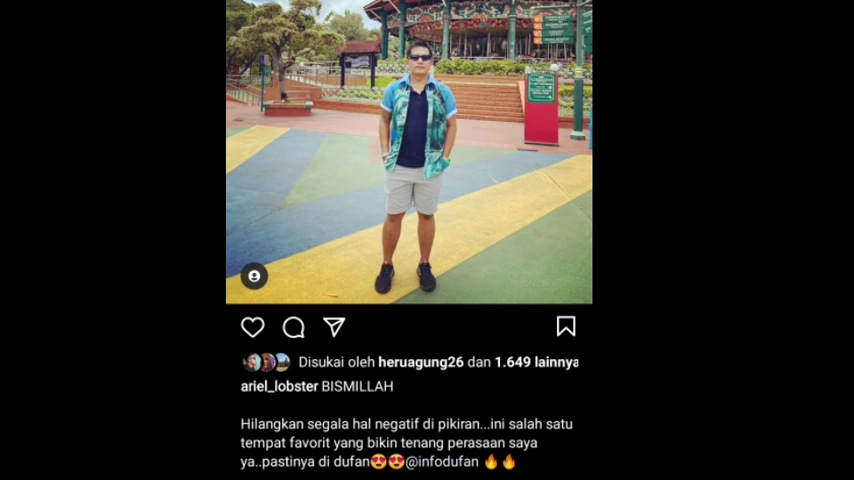 Disukai oleh heruagung26 dan 1.649 lainnya
ariel_lobster BISMILLAH
Hilangkan segala hal negatif di pikiran...ini salah satu
tempat favorit yang bikin tenang perasaan saya
ya..pastinya di dufan😍😍@infodufan 🔥🔥